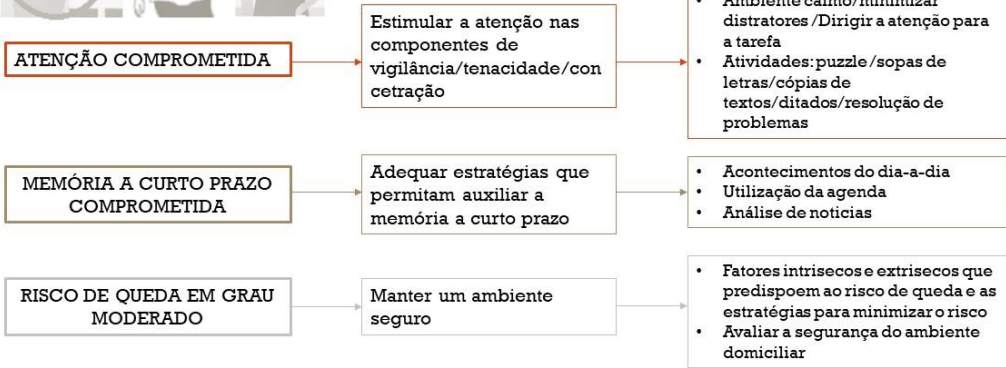 ATENÇÃO COMPROMETIDA
Estimular a atenção nas
componentes de
vigilância/tenacidade/con
cetração
• Ambiente calmo/minimizar
distratores /Dirigir a atenção para
a tarefa
• Atividades: puzzle /sopas de
letras/cópias de
textos/ditados/resolução de
problemas
MEMÓRIA A CURTO PRAZO
COMPROMETIDA
Adequar estratégias que
permitam auxiliar a
memória a curto prazo
• Acontecimentos do dia-a-dia
• Utilização da agenda
• Análise de noticias
RISCO DE QUEDA EM GRAU
MODERADO
Manter um ambiente
seguro
• Fatores intrisecos e extrisecos que
predispoem ao risco de queda e as
estratégias para minimizar o risco
• Avaliar a segurança do ambiente
domiciliar